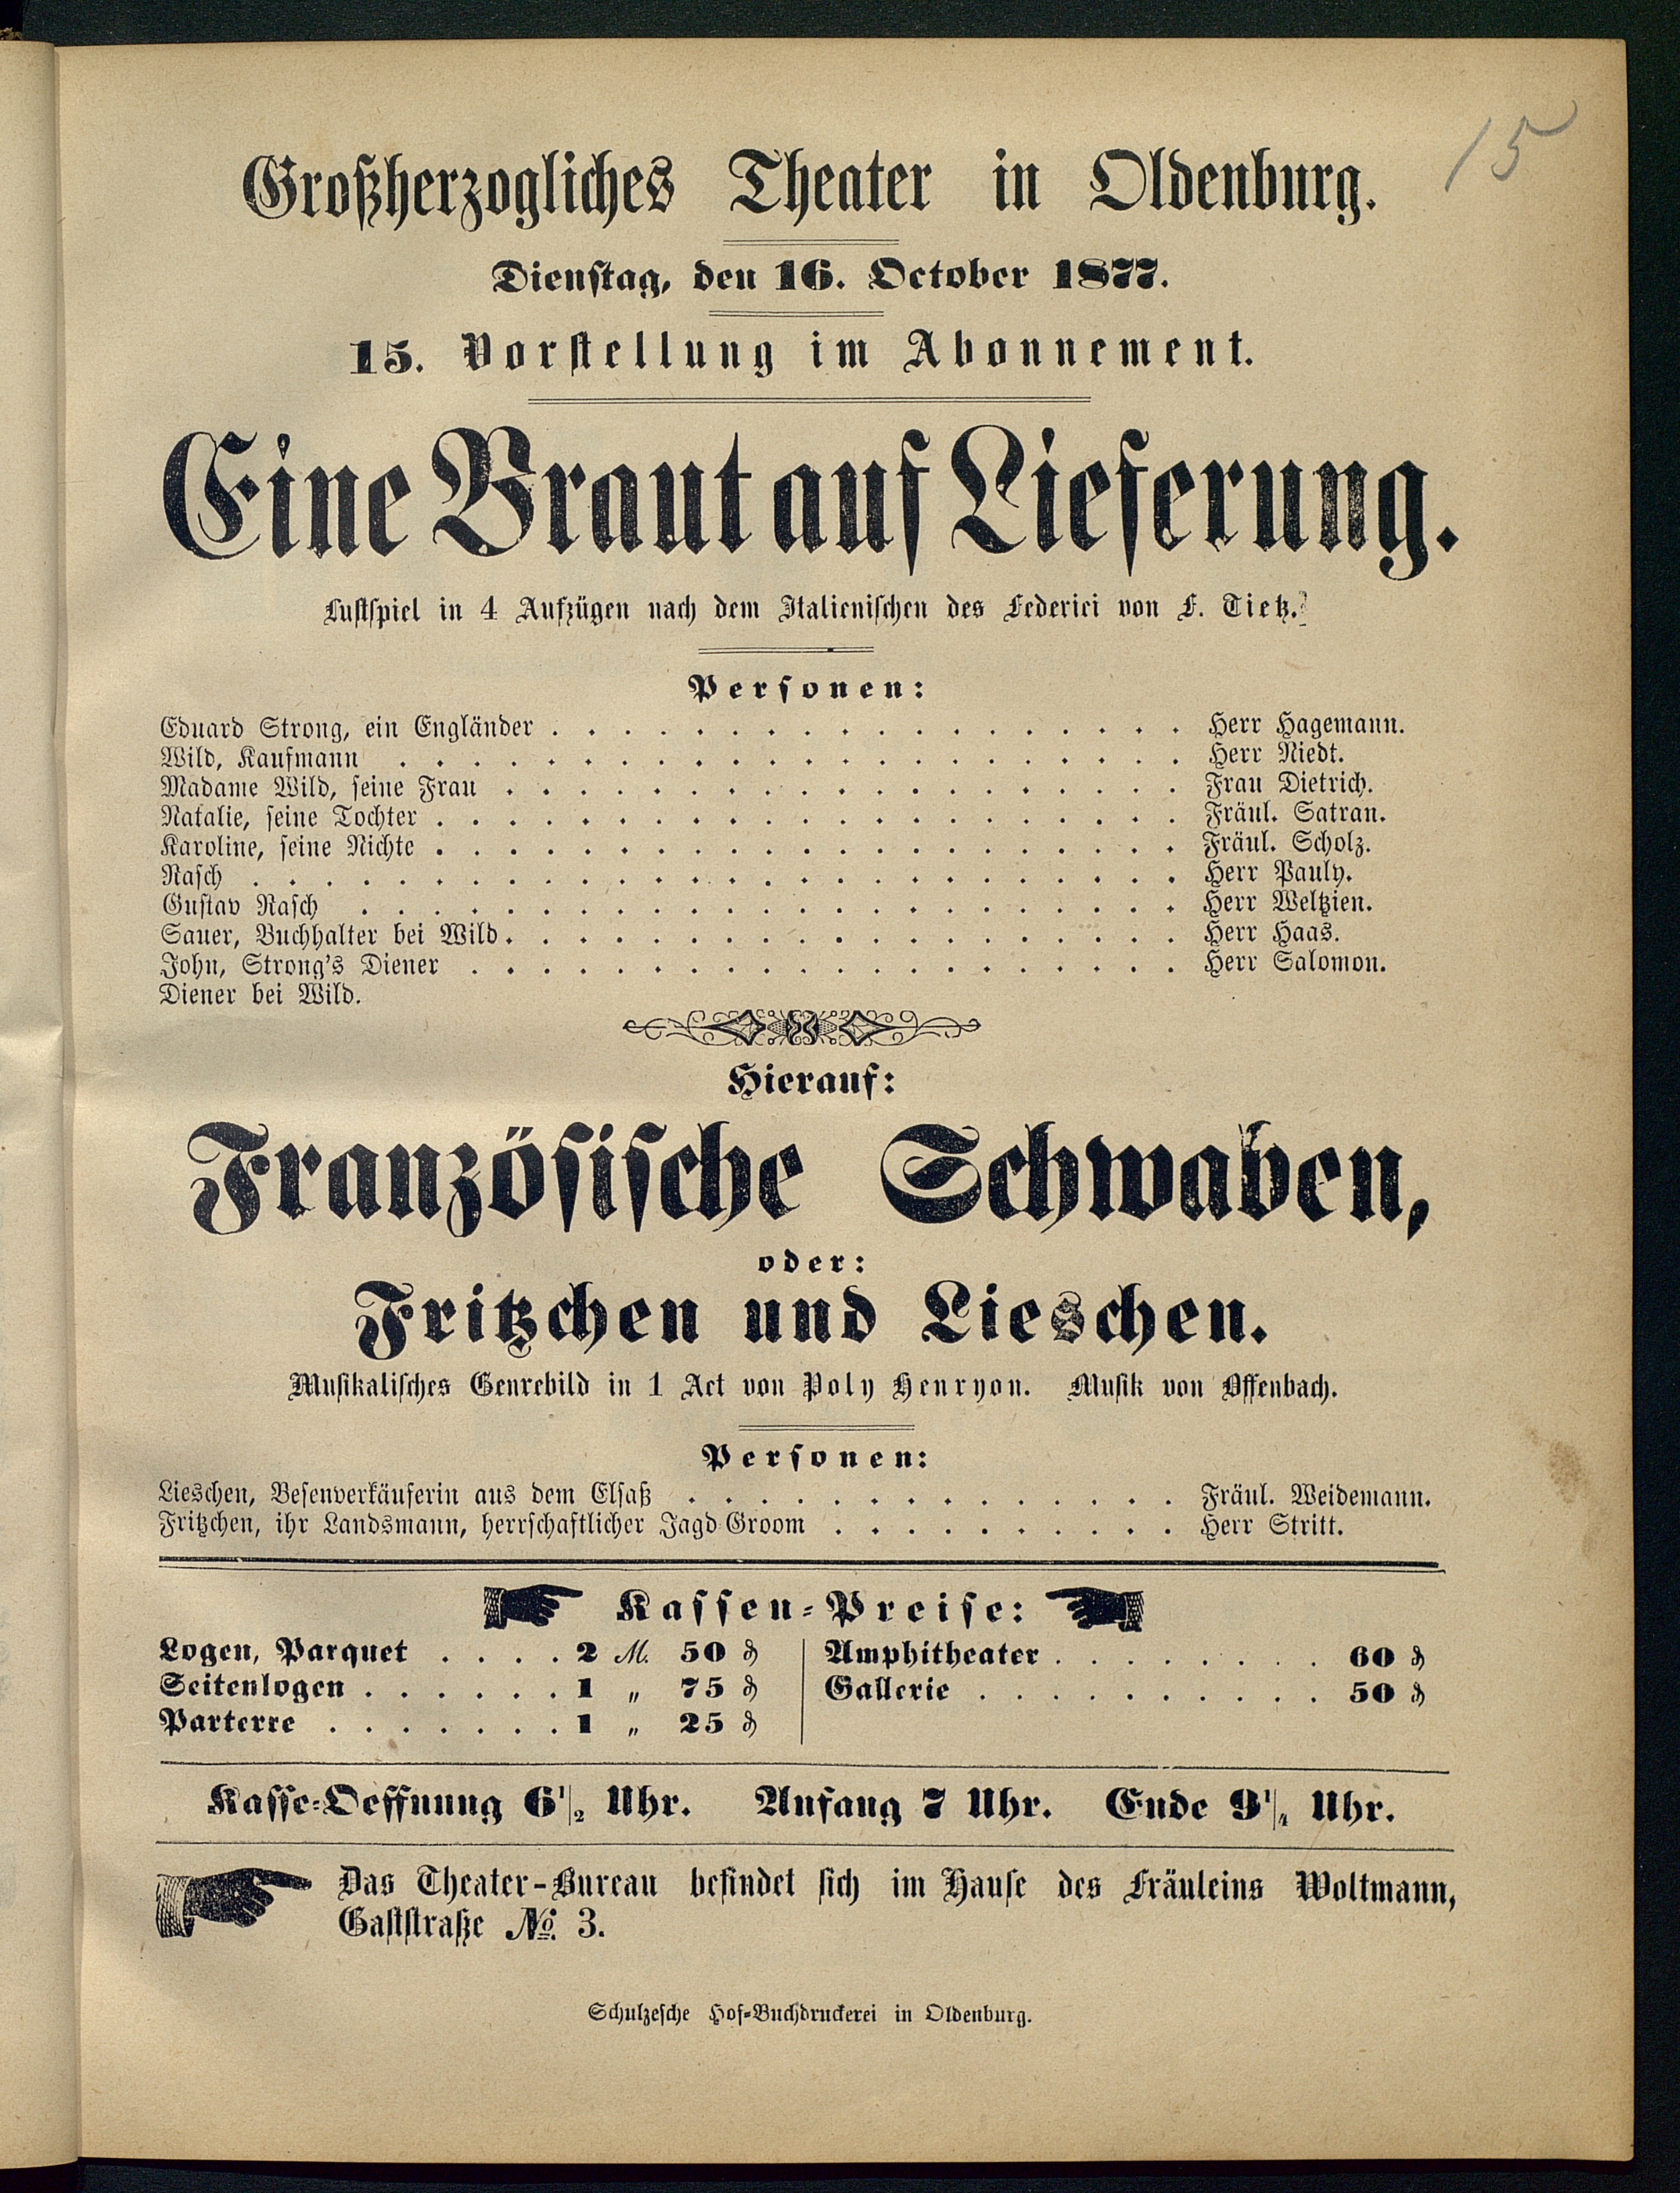 15
Großherzogliches Theater in Oldenburg.
Dienstag, den 16. October 1877.
15. Vorstellung im Abonnement.
Eine Braut auf Lieferung.
Lustspiel in 4 Aufzügen nach dem Italienischen des Federici von F. Tietz.
Personen:
Eduard Strong, ein Engländer . . . . . . . . . . . . . . . . . . Herr Hagemann.
Wild, Kaufmann . . . . . . . . . . . . . . . . . . . . . . Herr Niedt.
Madame Wild, seine Frau . . . . . . . . . . . . . . . . . . . Frau Dietrich.
Natalie, seine Tochter . . . . . . . . . . . . . . . . . . . . . Fräul. Satran.
Karoline, seine Nichte . . . . . . . . . . . . . . . . . . . . . Fräul. Scholz.
Rasch . . . . . . . . . . . . . . . . . . . . . . . . . . Herr Pauly.
Gustav Rasch . . . . . . . . . . . . . . . . . . . . . . . Herr Weltzien.
Sauer, Buchhalter bei Wild . . . . . . . . . . . . . . . . . . . Herr Haas.
John, Strong's Diener . . . . . . . . . . . . . . . . . . . . Herr Salomon.
Diener bei Wild.
Hierauf:
Französische Schwaben,
oder:
Fritzchen und Lieschen.
Musikalisches Genrebild in 1 Act von Poly Henryon. Musik von Offenbach.
Personen:
Lieschen, Besenverkäuferin aus dem Elsaß . . . . . . . . . . . . . . Fräul. Weidemann.
Fritzchen, ihr Landsmann, herrschaftlicher Jagd-Groom . . . . . . . . . . Herr Stritt.
Kassen-Preise:
Logen, Parquet . . . . 2 M. 50 ₰
Seitenlogen . . . . . . 1 „ 75 ₰
Parterre . . . . . . . 1 „ 25 ₰
Amphitheater . . . . . . . . 60 ₰
Gallerie . . . . . . . . . . 50 ₰
Kasse-Oeffnung 6½ Uhr. Anfang 7 Uhr. Ende 9¼ Uhr.
Das Theater-Bureau befindet sich im Hause des Fräuleins Woltmann,
Gaststraße No. 3.
Schulzesche Hof-Buchdruckerei in Oldenburg.